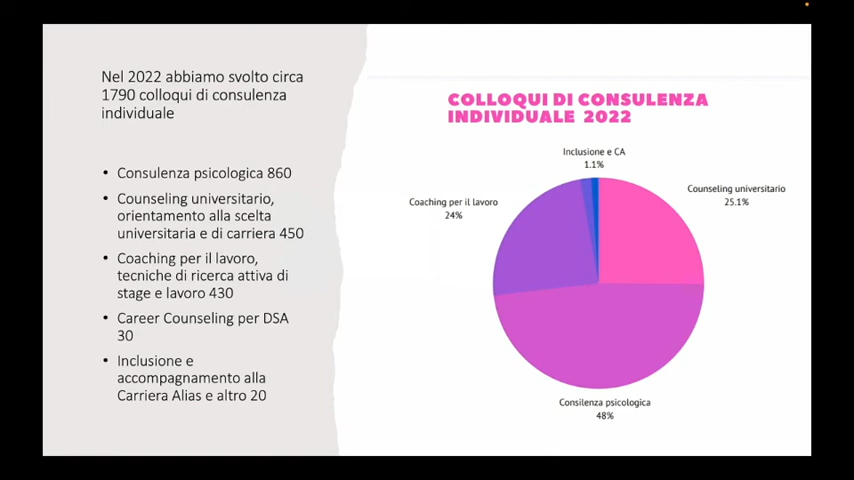 Nel 2022 abbiamo svolto circa
1790 colloqui di consulenza
individuale
• Consulenza psicologica 860
• Counseling universitario,
orientamento alla scelta
universitaria e di carriera 450
• Coaching per il lavoro,
tecniche di ricerca attiva di
stage e lavoro 430
• Career Counseling per DSA
30
• Inclusione e
accompagnamento alla
Carriera Alias e altro 20
COLLOQUI DI CONSULENZA
INDIVIDUALE 2022
Inclusione e CA
1.1%
Counseling universitario
25.1%
Coaching per il lavoro
24%
Consilenza psicologica
48%